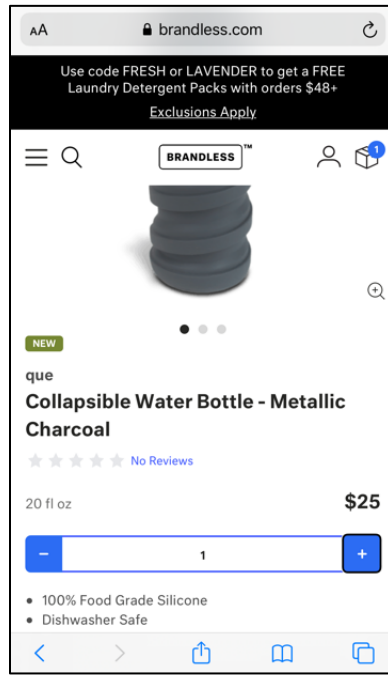 AA
brandless.com
Use code FRESH or LAVENDER to get a FREE
Laundry Detergent Packs with orders $48+
Exclusions Apply
BRANDLESS™
1
NEW
que
Collapsible Water Bottle - Metallic
Charcoal
No Reviews
20 fl oz
$25
− 1 +
• 100% Food Grade Silicone
• Dishwasher Safe